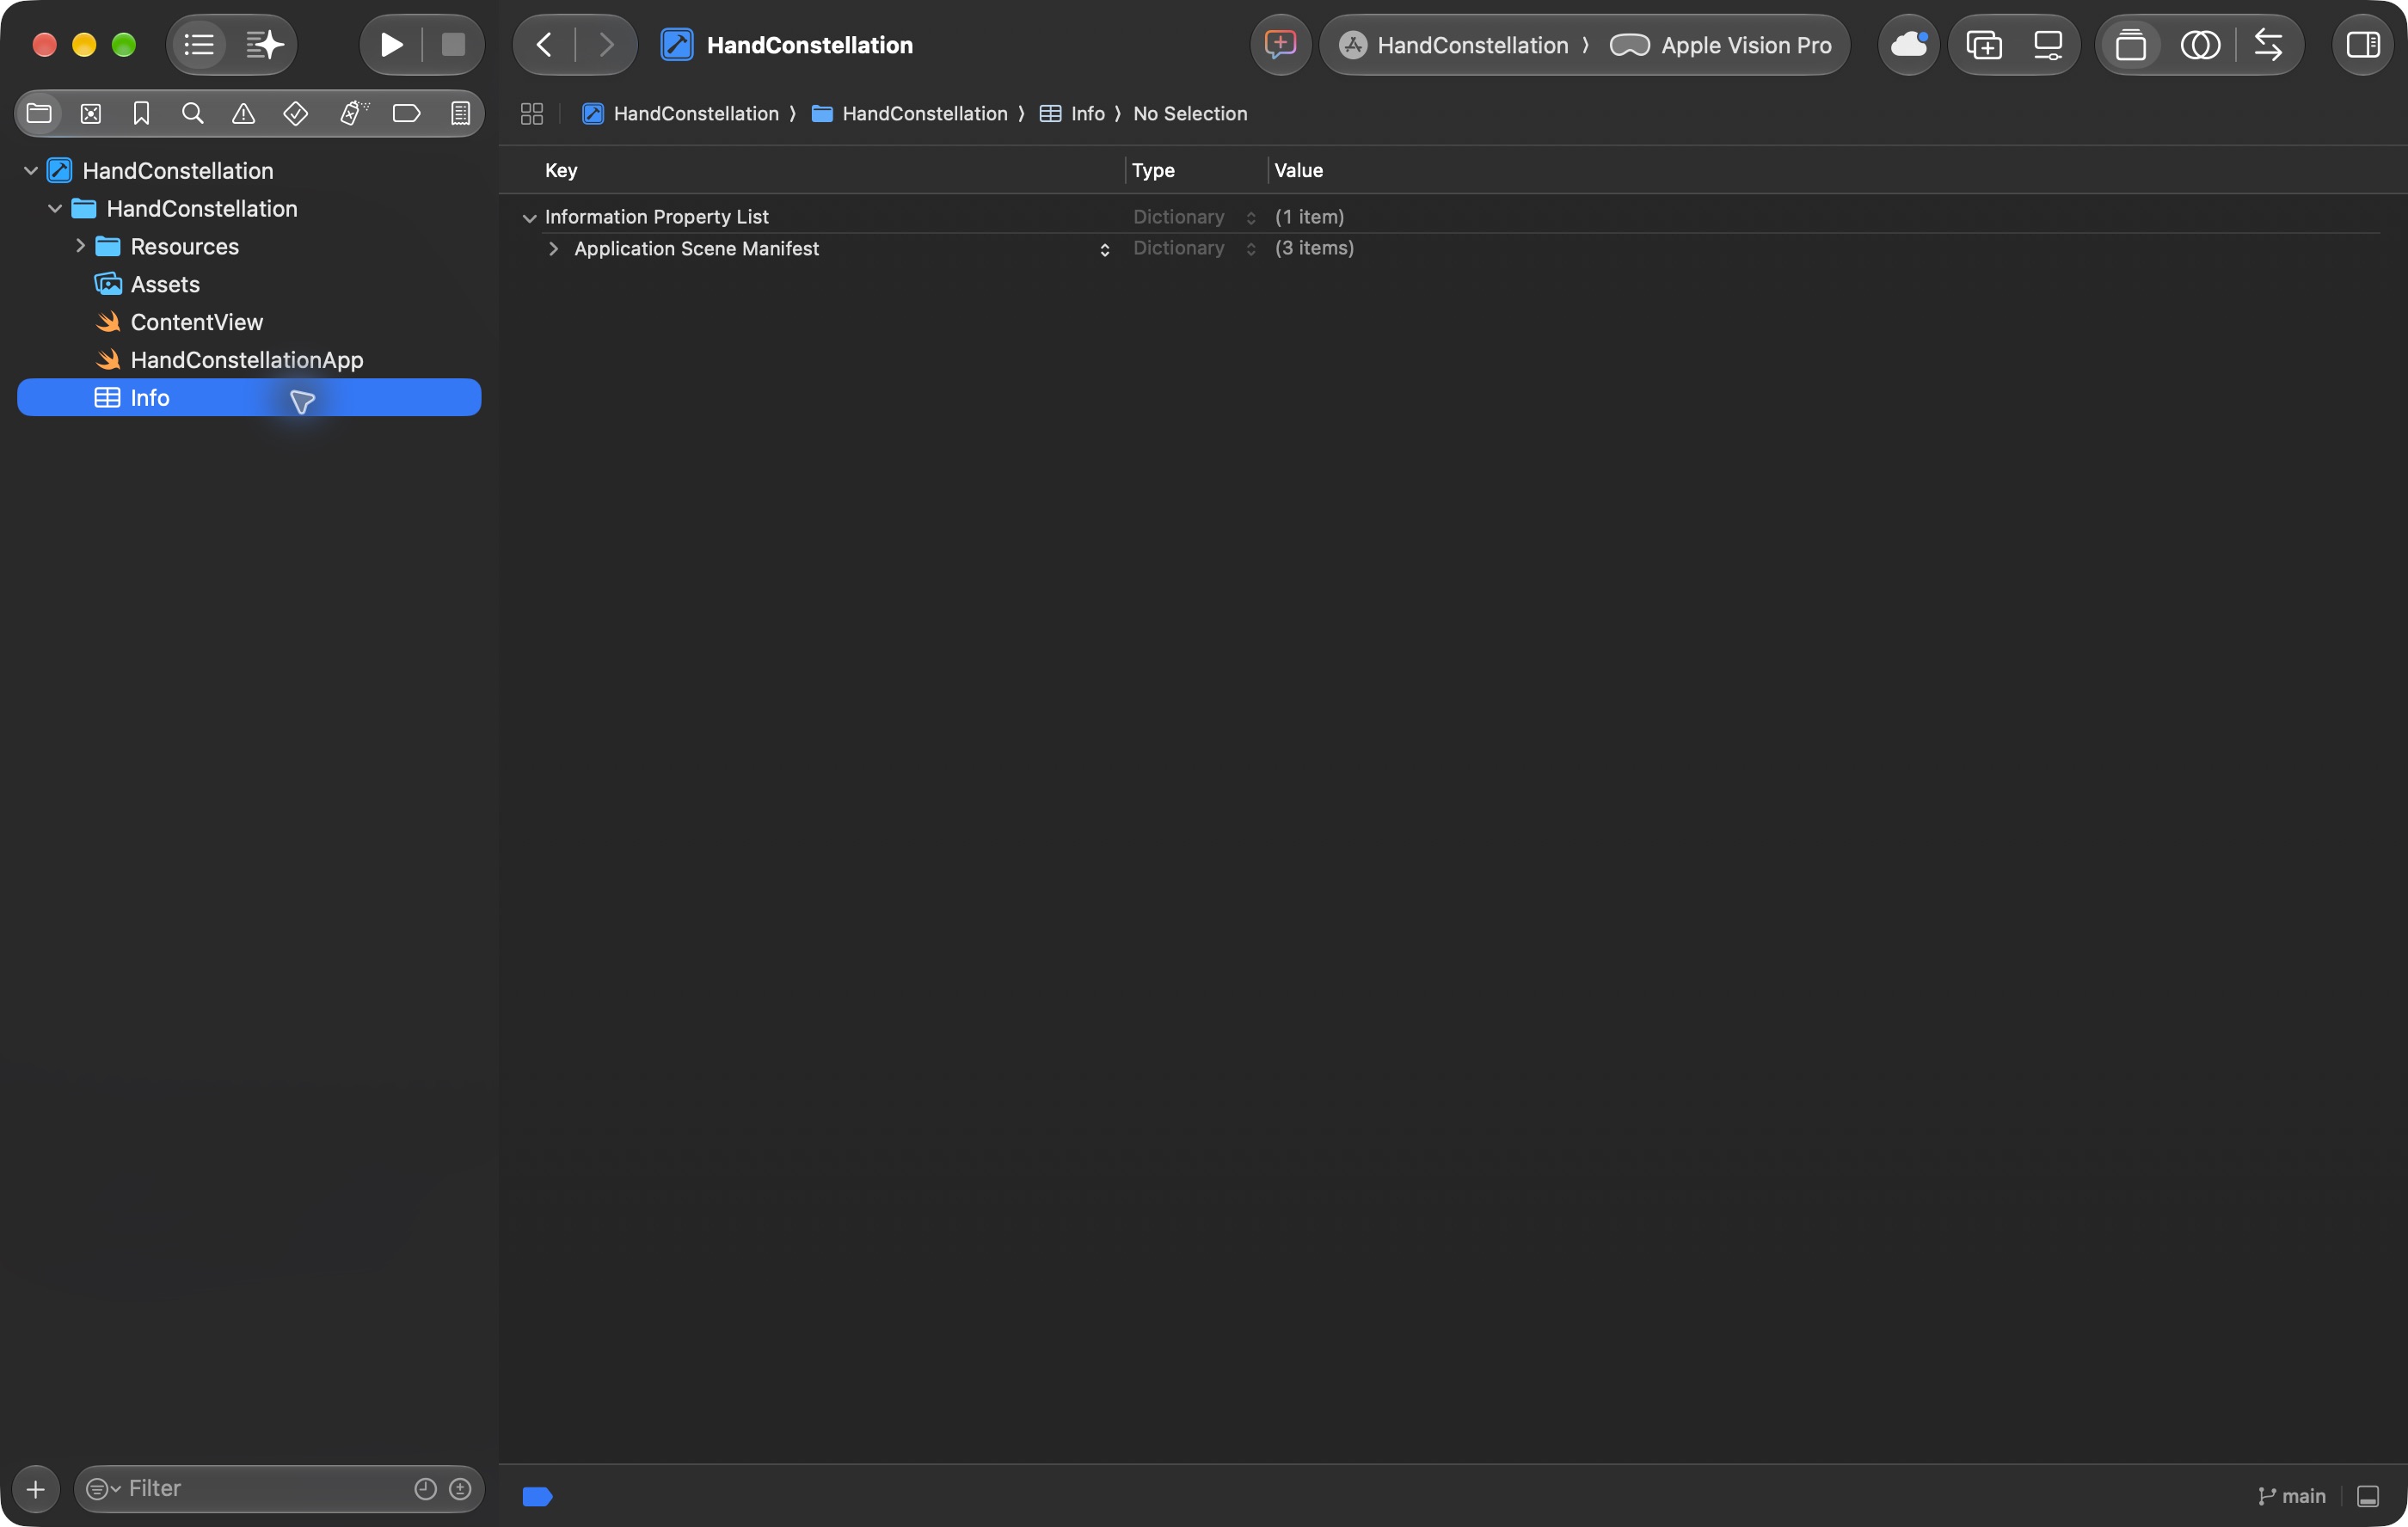 HandConstellation
HandConstellation 〉 Apple Vision Pro
HandConstellation 〉 HandConstellation 〉 Info 〉 No Selection
HandConstellation
HandConstellation
Resources
Assets
ContentView
HandConstellationApp
Info
Key Type Value
Information Property List Dictionary (1 item)
Application Scene Manifest Dictionary (3 items)
Filter
main